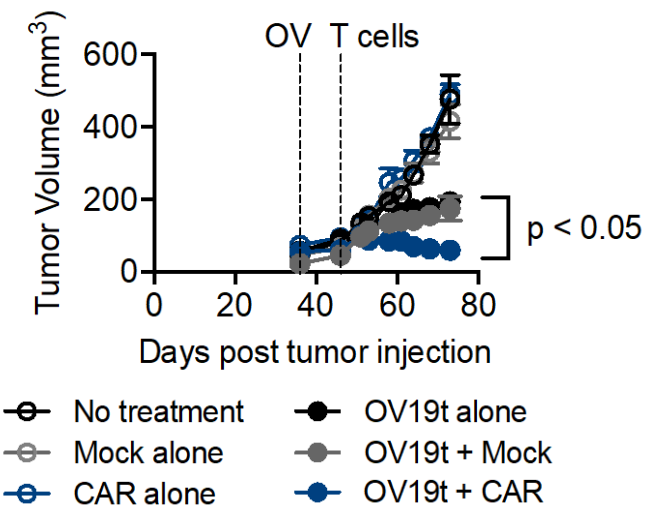 OV T cells
Tumor Volume (mm³)
600
400
200
0
p < 0.05
0 20 40 60 80
Days post tumor injection
No treatment OV19t alone
Mock alone OV19t + Mock
CAR alone OV19t + CAR